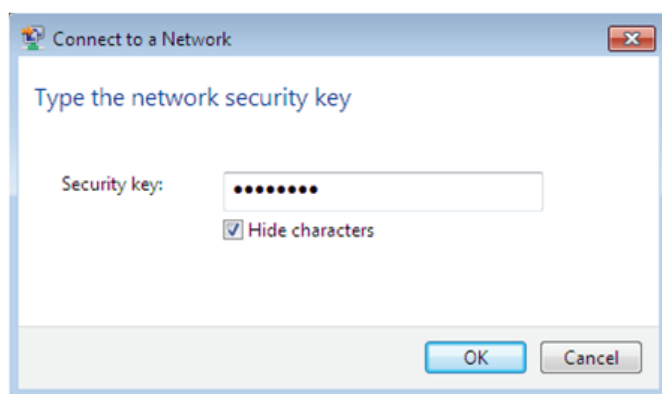 Connect to a Network
Type the network security key
Security key: ••••••••
Hide characters
OK Cancel